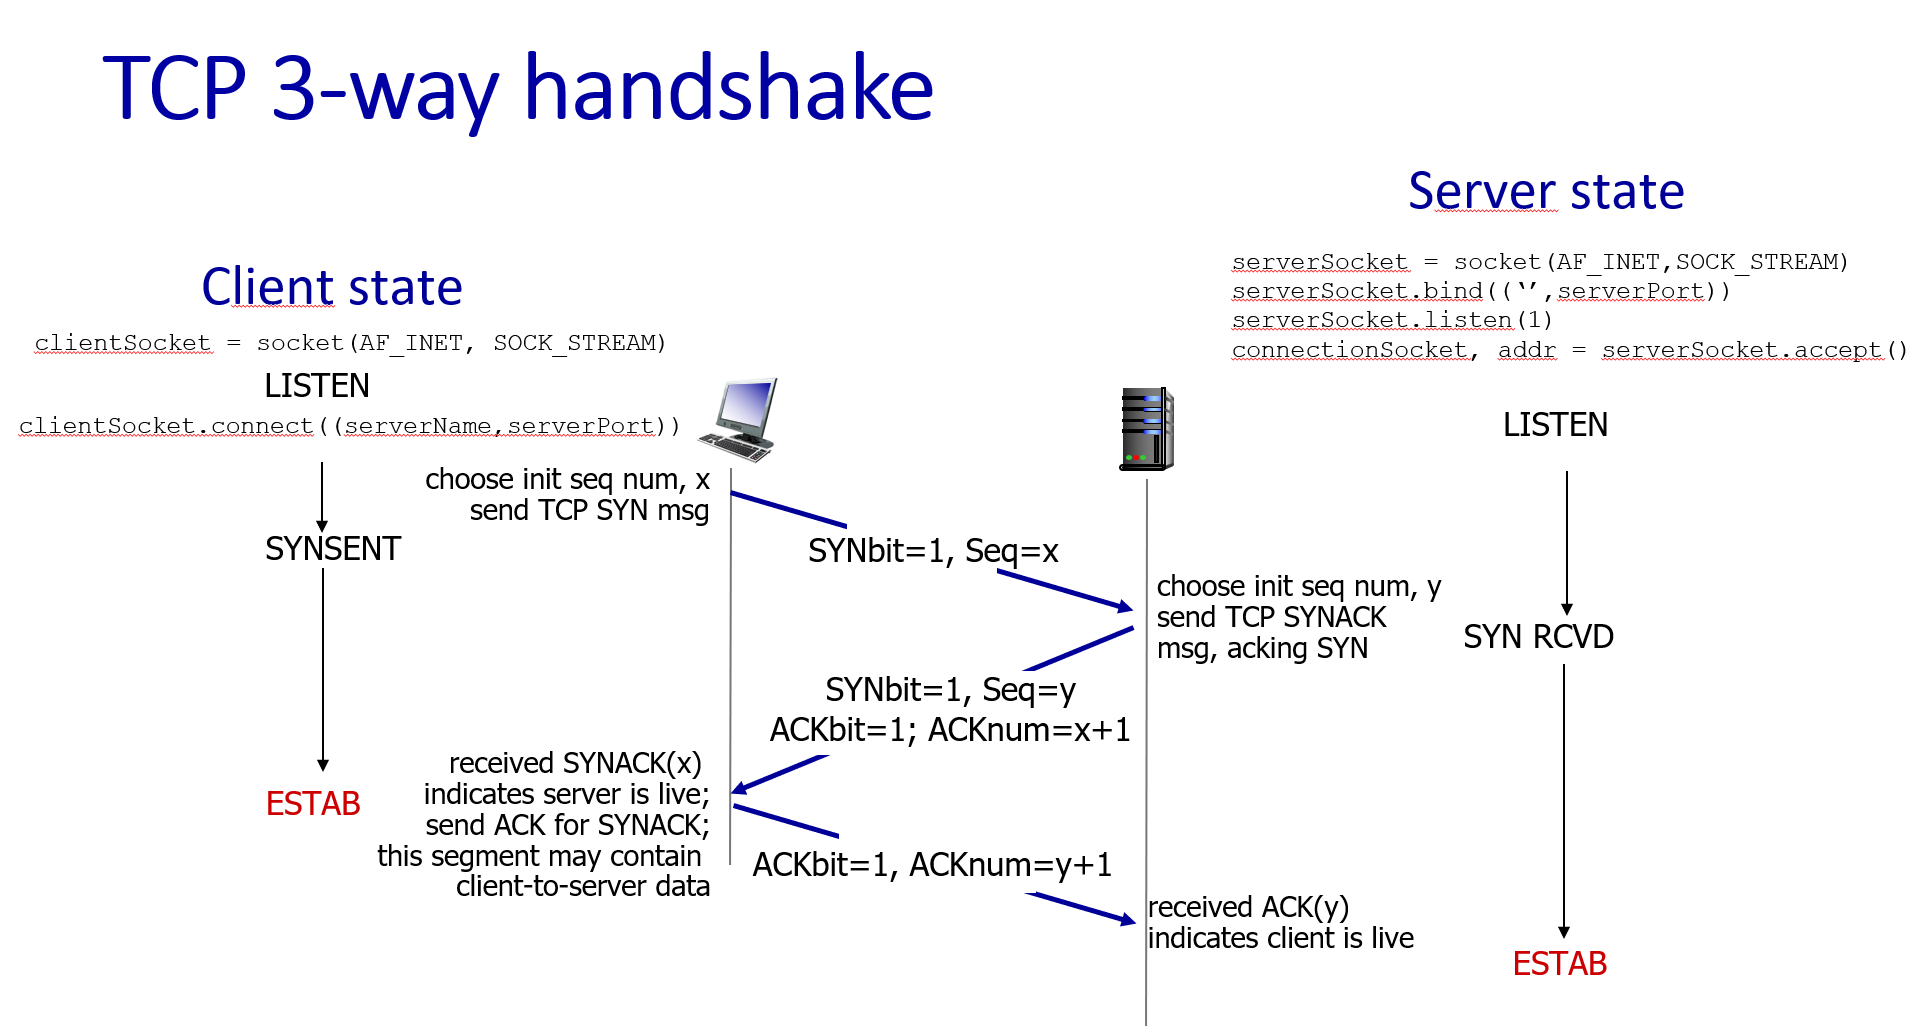 TCP 3-way handshake
Server state
serverSocket = socket(AF_INET,SOCK_STREAM)
serverSocket.bind((‘’,serverPort))
serverSocket.listen(1)
connectionSocket, addr = serverSocket.accept()
LISTEN
SYN RCVD
ESTAB
Client state
clientSocket = socket(AF_INET, SOCK_STREAM)
LISTEN
clientSocket.connect((serverName,serverPort))
SYNSENT
ESTAB
choose init seq num, x
send TCP SYN msg
SYNbit=1, Seq=x
choose init seq num, y
send TCP SYNACK
msg, acking SYN
SYNbit=1, Seq=y
ACKbit=1; ACKnum=x+1
received SYNACK(x)
indicates server is live;
send ACK for SYNACK;
this segment may contain
client-to-server data
ACKbit=1, ACKnum=y+1
received ACK(y)
indicates client is live